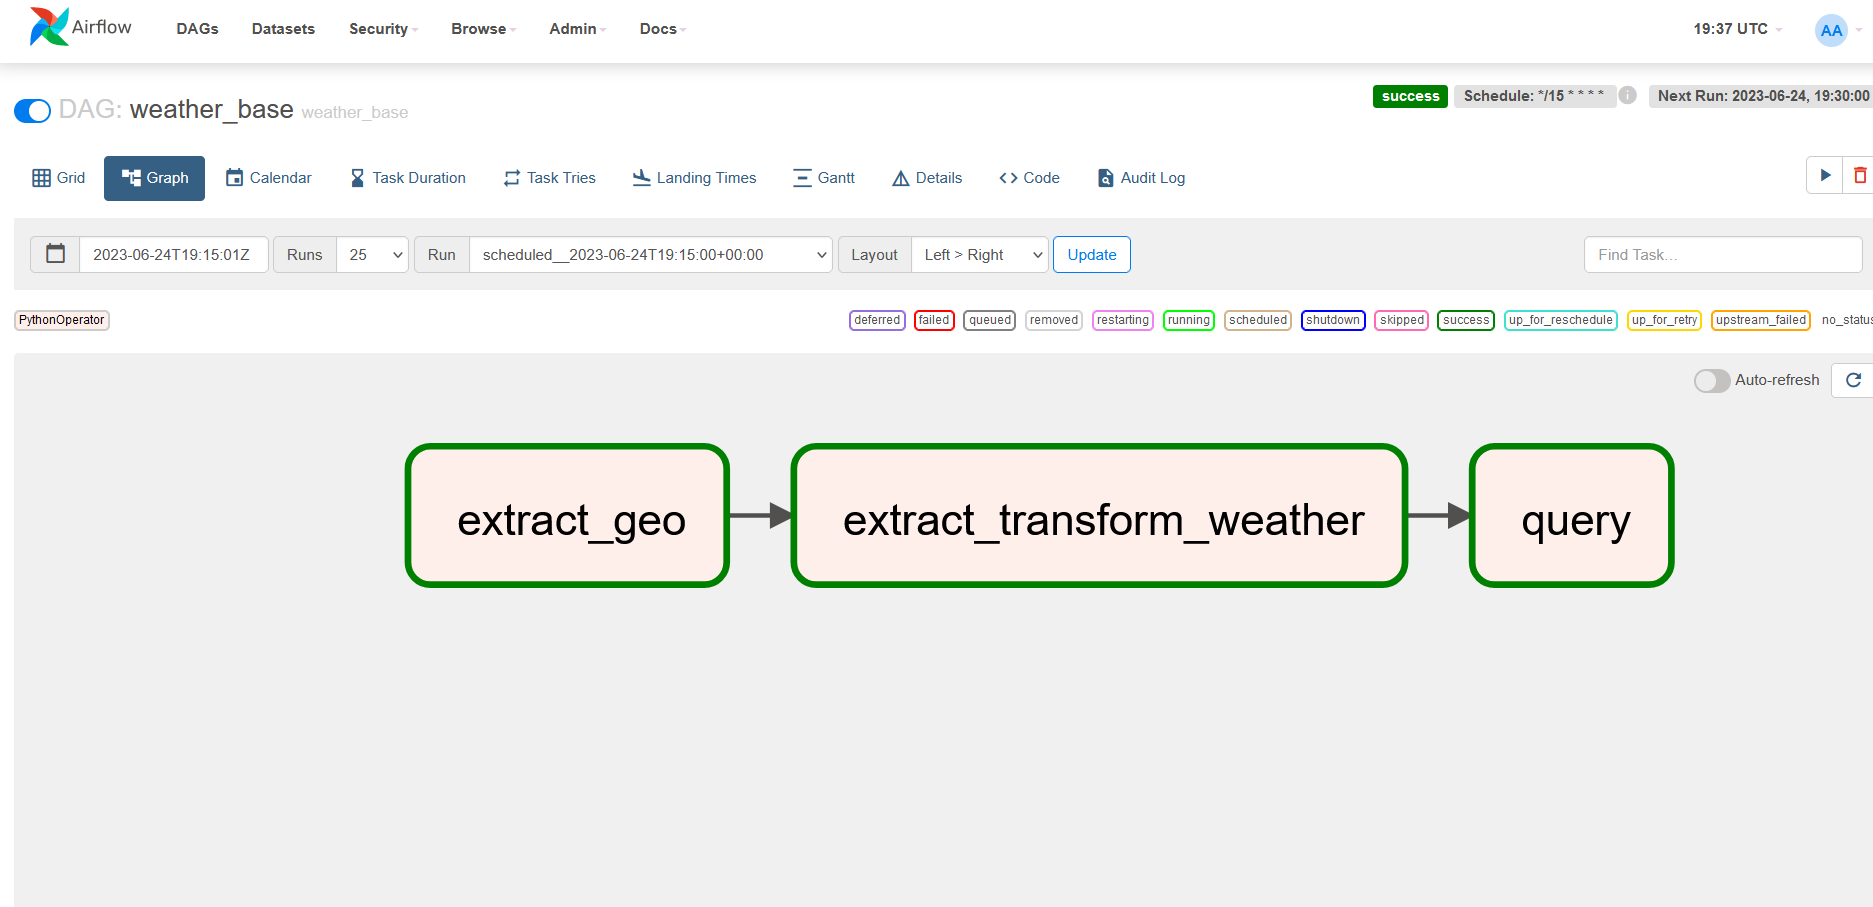 Airflow DAGs Datasets Security Browse Admin Docs 19:37 UTC AA
DAG: weather_base weather_base success Schedule: */15 * * * * i Next Run: 2023-06-24, 19:30:00
Grid Graph Calendar Task Duration Task Tries Landing Times Gantt Details Code Audit Log
2023-06-24T19:15:01Z Runs 25 Run scheduled__2023-06-24T19:15:00+00:00 Layout Left > Right Update Find Task...
PythonOperator deferred failed queued removed restarting running scheduled shutdown skipped success up_for_reschedule up_for_retry upstream_failed no_status
Auto-refresh
extract_geo extract_transform_weather query